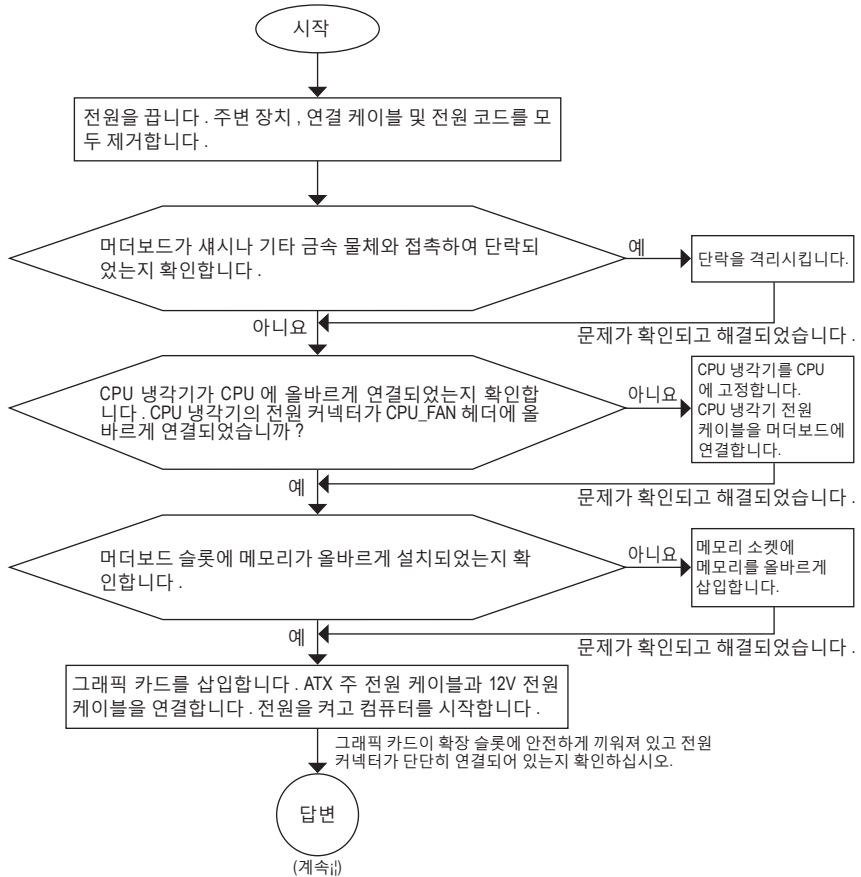 시작
전원을 끕니다 . 주변 장치 , 연결 케이블 및 전원 코드를 모
두 제거합니다 .
머더보드가 섀시나 기타 금속 물체와 접촉하여 단락되
었는지 확인합니다 .
예
단락을 격리시킵니다.
아니요
문제가 확인되고 해결되었습니다 .
CPU 냉각기가 CPU 에 올바르게 연결되었는지 확인합
니다 . CPU 냉각기의 전원 커넥터가 CPU_FAN 헤더에 올
바르게 연결되었습니까 ?
아니요
CPU 냉각기를 CPU
에 고정합니다.
CPU 냉각기 전원
케이블을 머더보드에
연결합니다.
예
문제가 확인되고 해결되었습니다 .
머더보드 슬롯에 메모리가 올바르게 설치되었는지 확
인합니다 .
아니요
메모리 소켓에
메모리를 올바르게
삽입합니다.
예
문제가 확인되고 해결되었습니다 .
그래픽 카드를 삽입합니다 . ATX 주 전원 케이블과 12V 전원
케이블을 연결합니다 . 전원을 켜고 컴퓨터를 시작합니다 .
그래픽 카드이 확장 슬롯에 안전하게 끼워져 있고 전원
커넥터가 단단히 연결되어 있는지 확인하십시오.
답변
(계속¡¦)